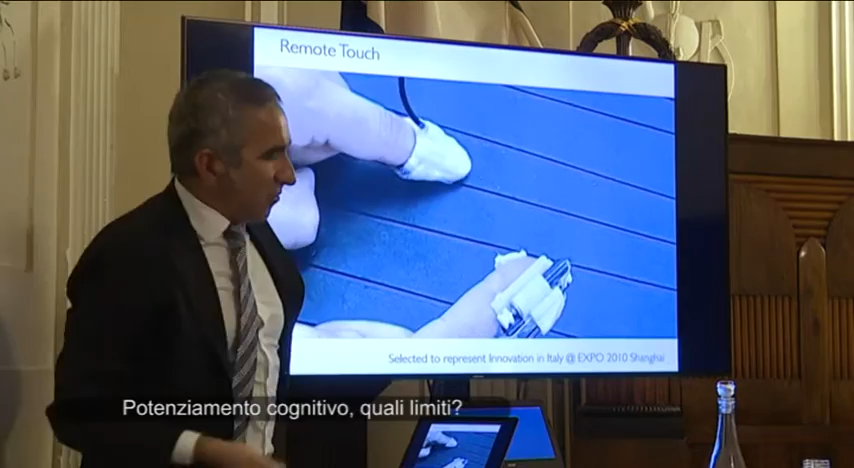 Remote Touch
Selected to represent Innovation in Italy @ EXPO 2010 Shanghai
Potenziamento cognitivo, quali limiti?